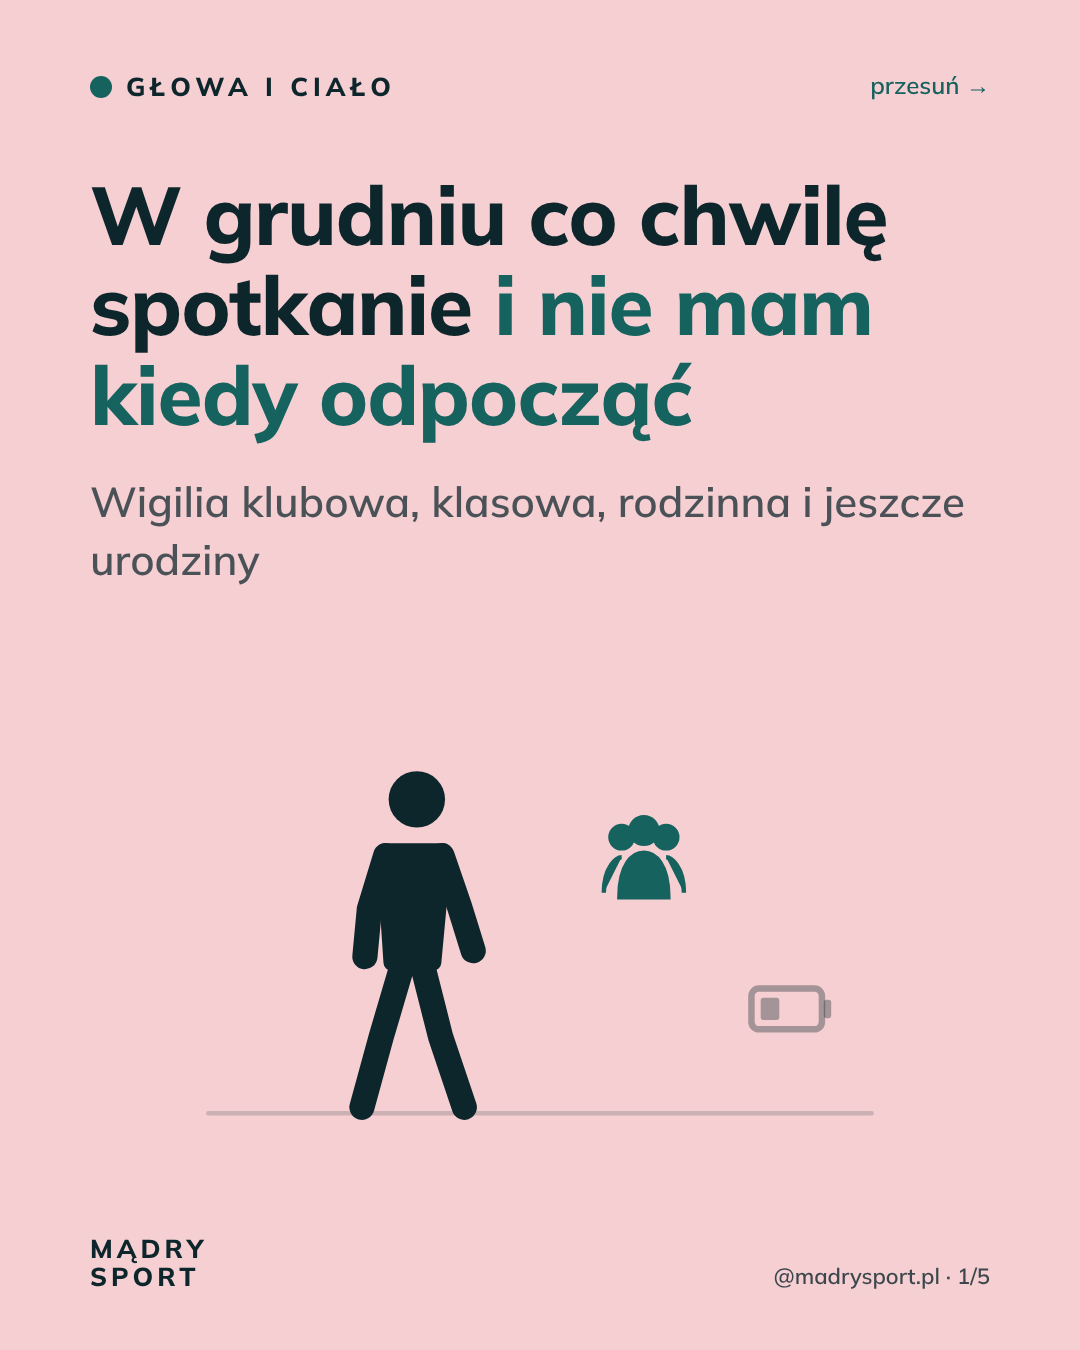 GŁOWA I CIAŁO
przesuń →
W grudniu co chwilę
spotkanie i nie mam
kiedy odpocząć
Wigilia klubowa, klasowa, rodzinna i jeszcze
urodziny
MĄDRY
SPORT
@madrysport.pl · 1/5